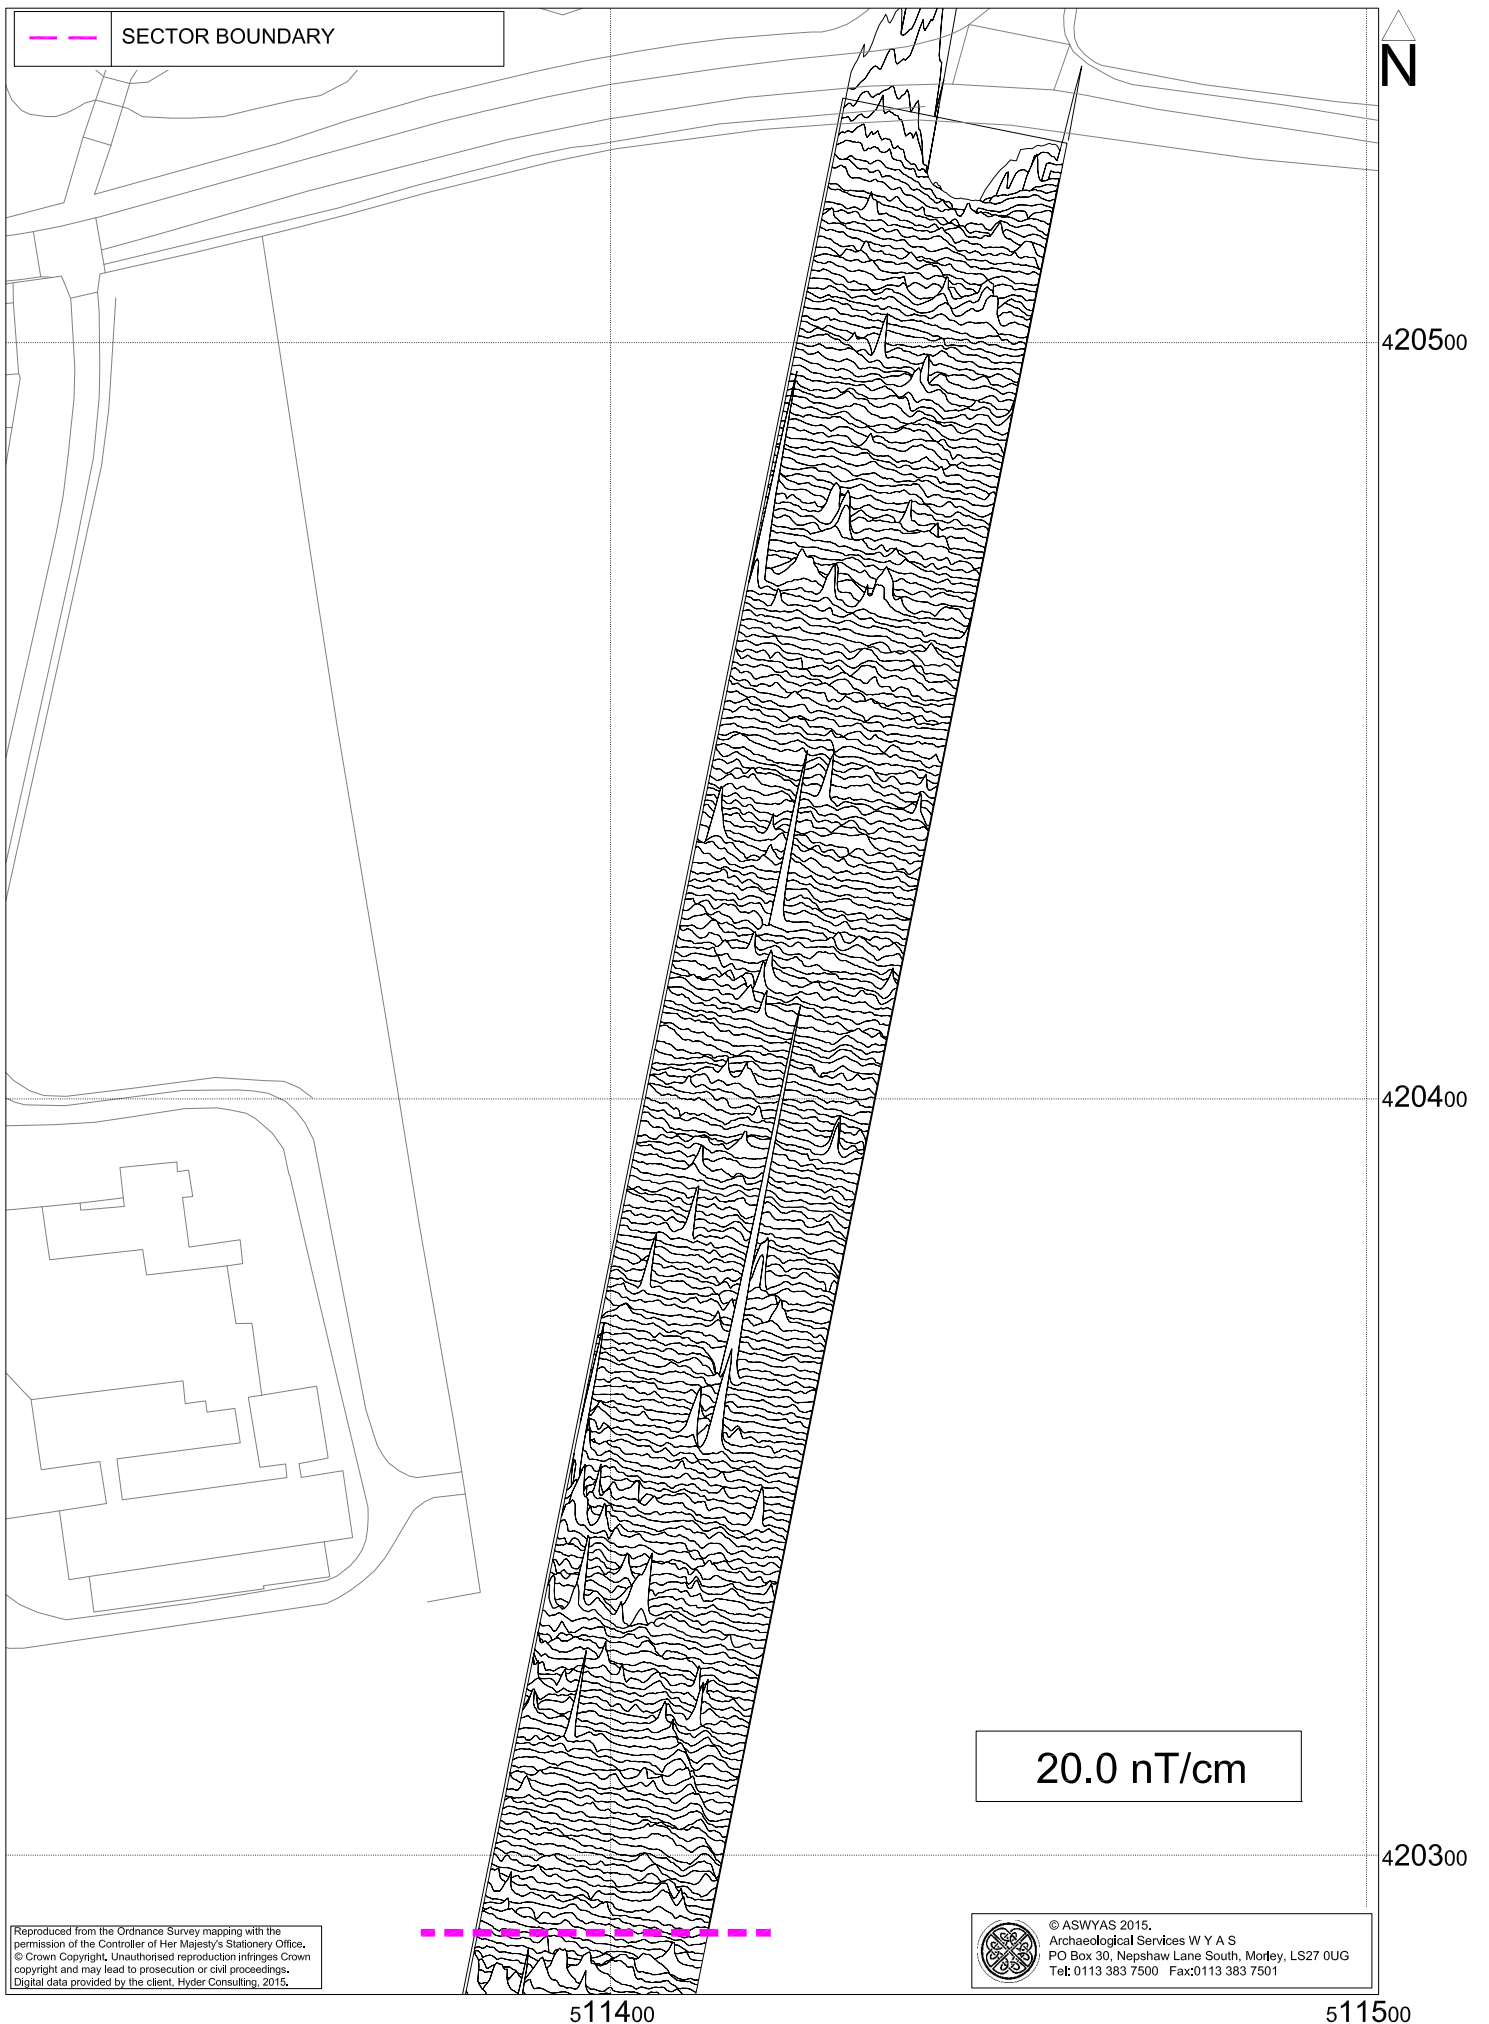 SECTOR BOUNDARY
N
420500
420400
20.0 nT/cm
420300
Reproduced from the Ordnance Survey mapping with the
permission of the Controller of Her Majesty's Stationery Office.
© Crown Copyright. Unauthorised reproduction infringes Crown
copyright and may lead to prosecution or civil proceedings.
Digital data provided by the client, Hyder Consulting, 2015.
© ASWYAS 2015.
Archaeological Services W Y A S
PO Box 30, Nepshaw Lane South, Morley, LS27 0UG
Tel: 0113 383 7500 Fax:0113 383 7501
511400
511500